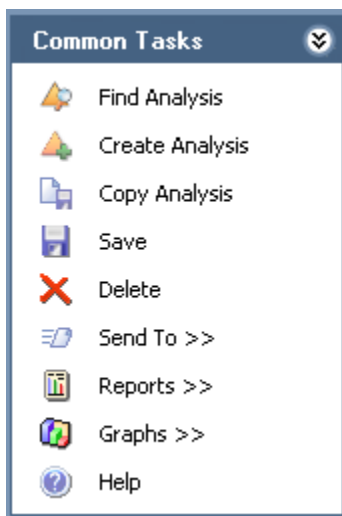 Common Tasks
Find Analysis
Create Analysis
Copy Analysis
Save
Delete
Send To >>
Reports >>
Graphs >>
Help